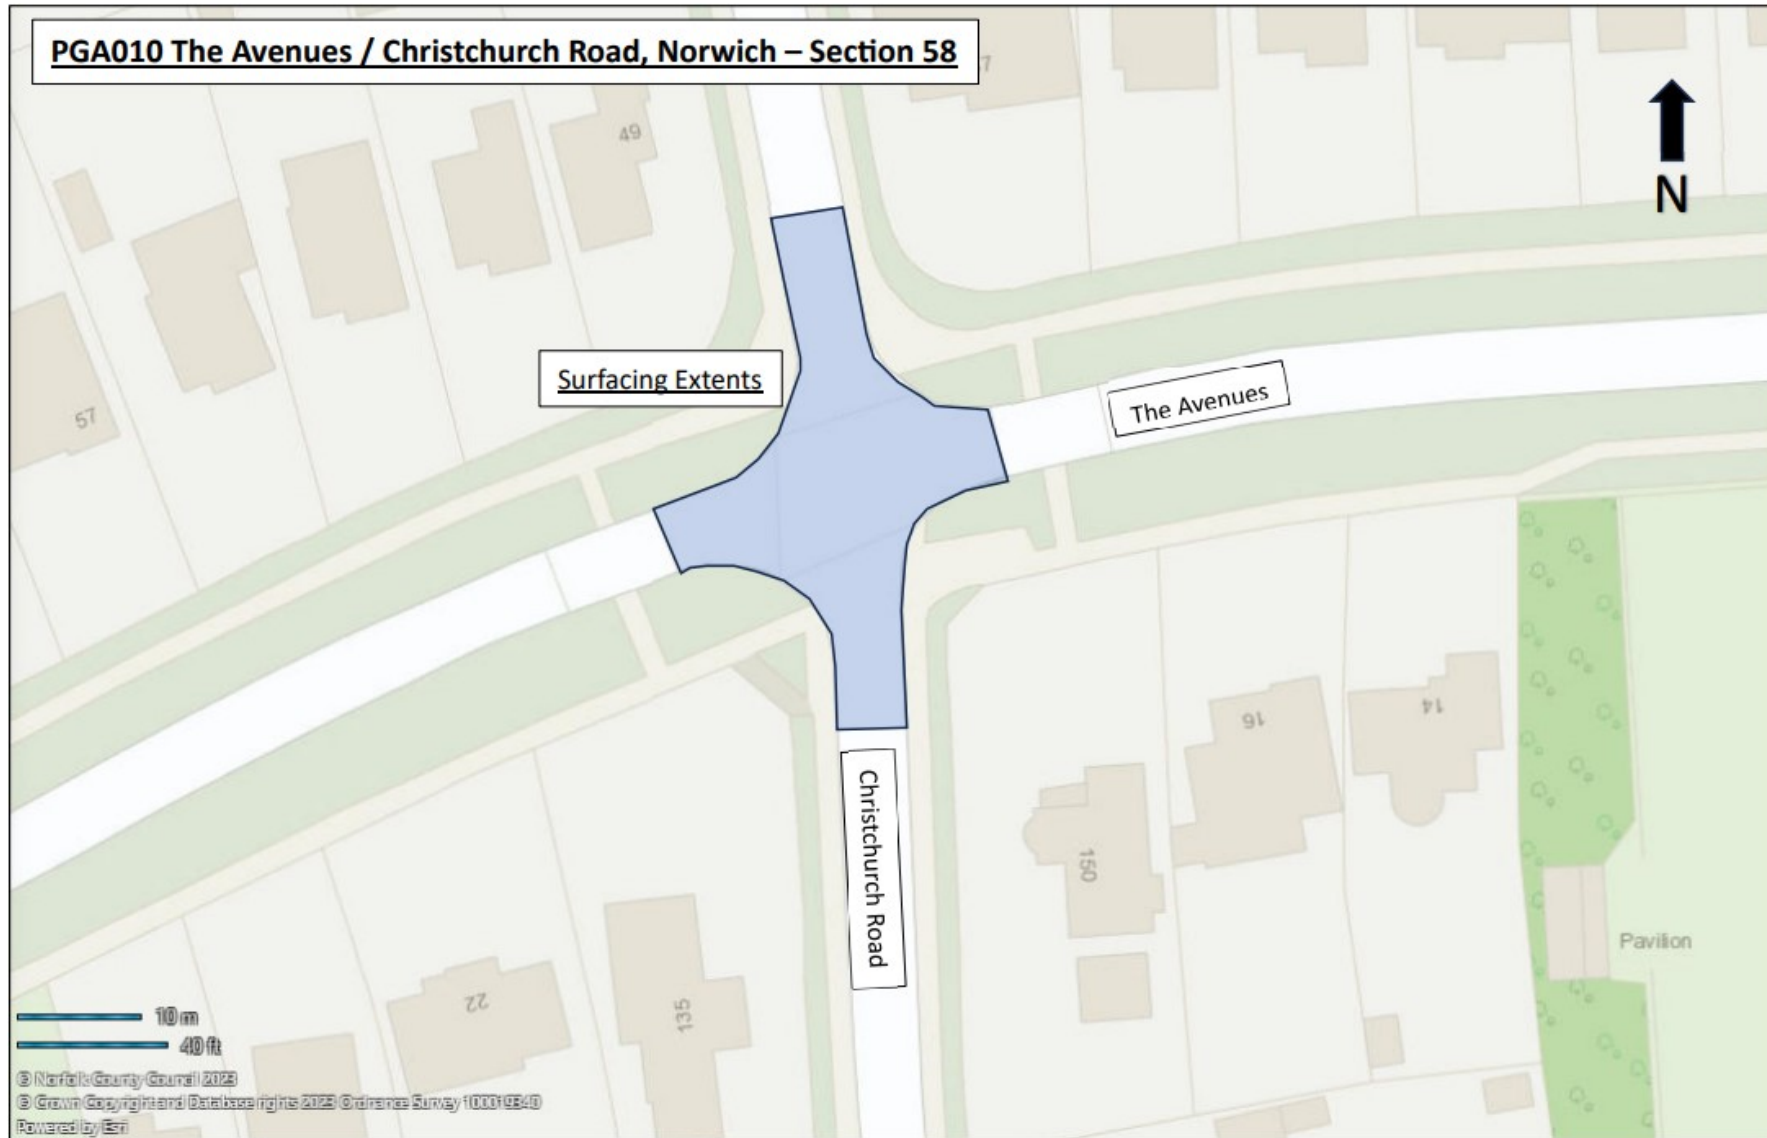 PGA010 The Avenues / Christchurch Road, Norwich – Section 58
N
49
57
Surfacing Extents
The Avenues
Christchurch Road
14
16
150
Pavilion
22
135
10 m
40 ft
© Norfolk County Council 2023
© Crown Copyright and Database rights 2023 Ordnance Survey 100019340
Powered by Esri